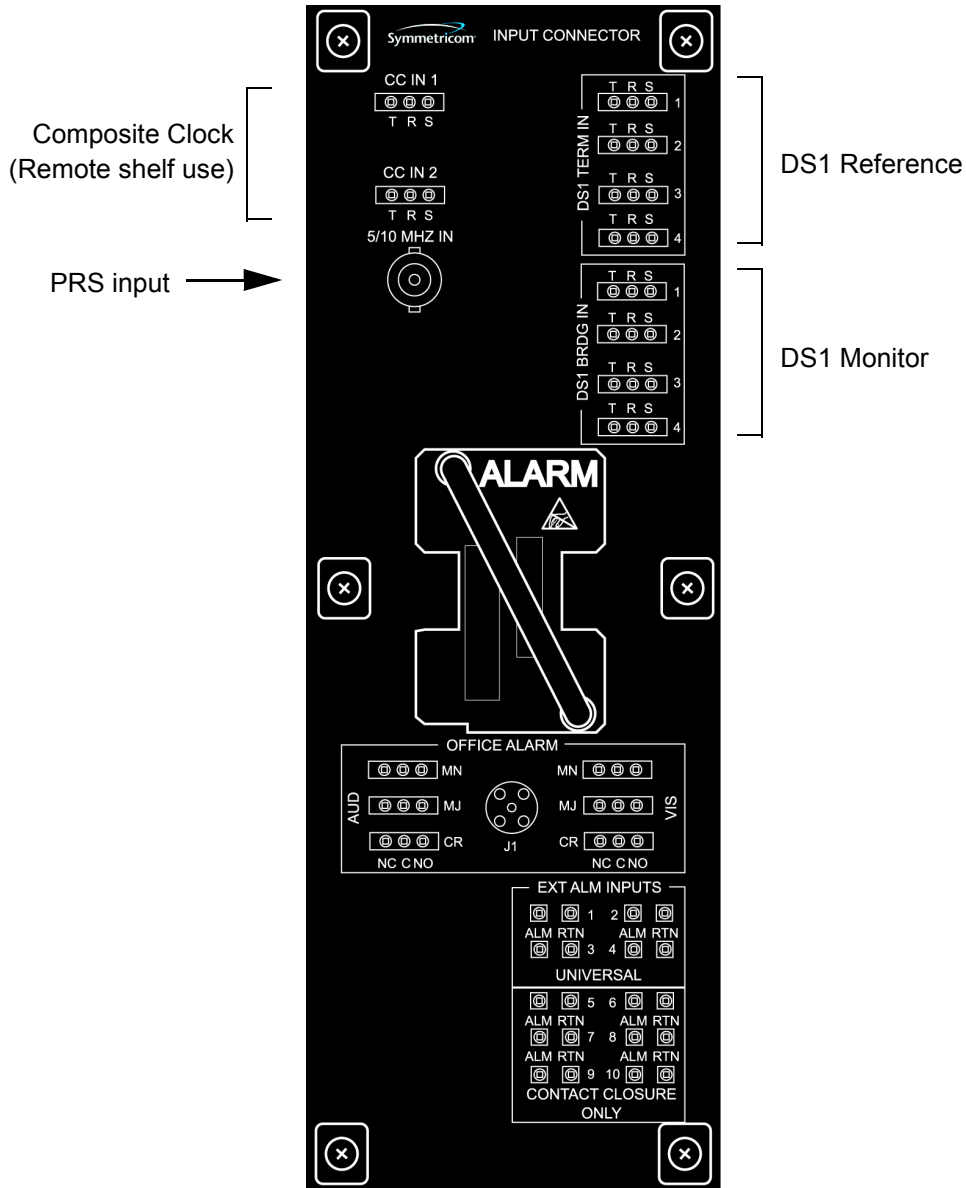 Symmetricom INPUT CONNECTOR
CC IN 1
T R S
CC IN 2
T R S
5/10 MHZ IN
Composite Clock
(Remote shelf use)
PRS input
DS1 TERM IN
T R S
1
T R S
2
T R S
3
T R S
4
DS1 Reference
DS1 BRDG IN
T R S
1
T R S
2
T R S
3
T R S
4
DS1 Monitor
ALARM
OFFICE ALARM
AUD
MN
MJ
CR
NC C NO
J1
MN
MJ
CR
NC C NO
VIS
EXT ALM INPUTS
1 2
ALM RTN ALM RTN
3 4
UNIVERSAL
5 6
ALM RTN ALM RTN
7 8
ALM RTN ALM RTN
9 10
CONTACT CLOSURE
ONLY